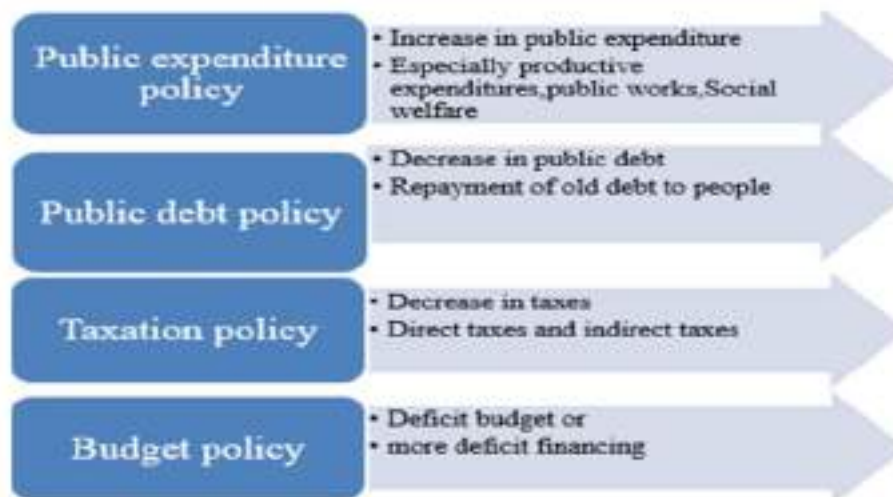 Public expenditure
policy
• Increase in public expenditure
• Especially productive
expenditures,public works,Social
welfare
Public debt policy
• Decrease in public debt
• Repayment of old debt to people
Taxation policy
• Decrease in taxes
• Direct taxes and indirect taxes
Budget policy
• Deficit budget or
• more deficit financing